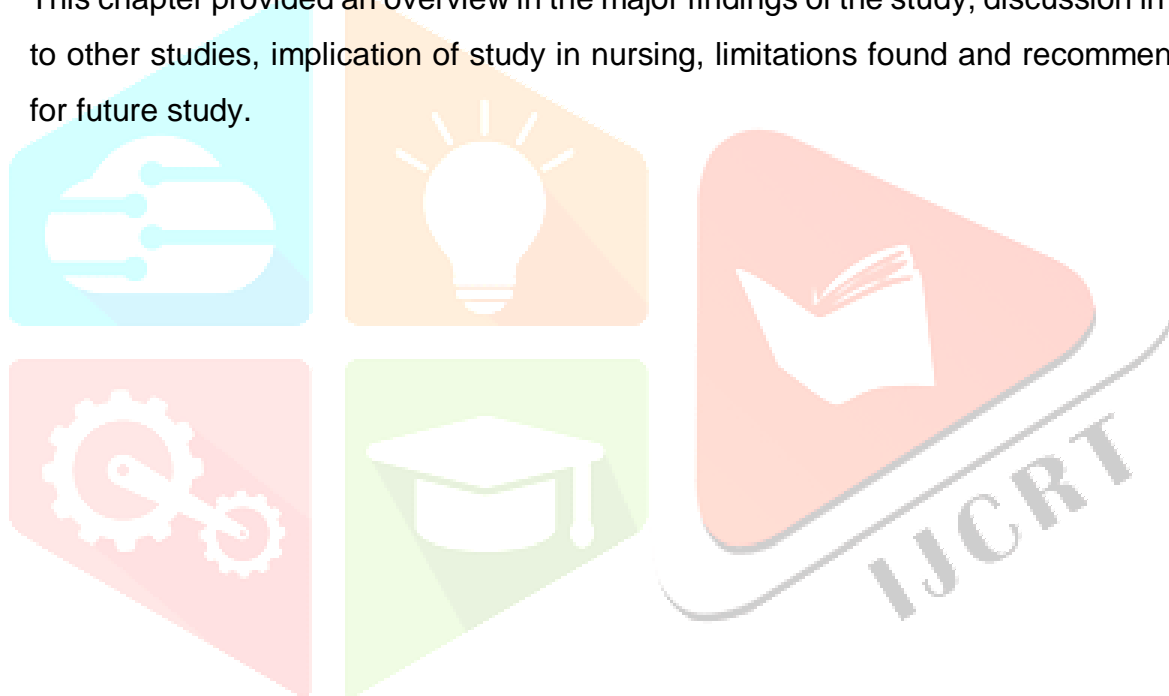 This chapter provided an overview in the major findings of the study, discussion in
to other studies, implication of study in nursing, limitations found and recommen
for future study.
IJCRT